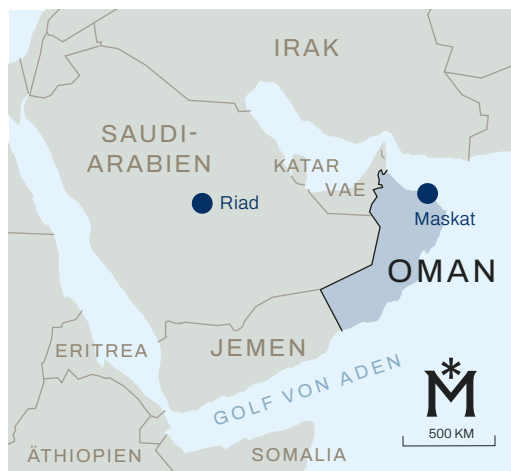 IRAK
SAUDI-
ARABIEN
KATAR
VAE
Riad
Maskat
OMAN
ERITREA
JEMEN
GOLF VON ADEN
M
500 KM
ÄTHIOPIEN
SOMALIA